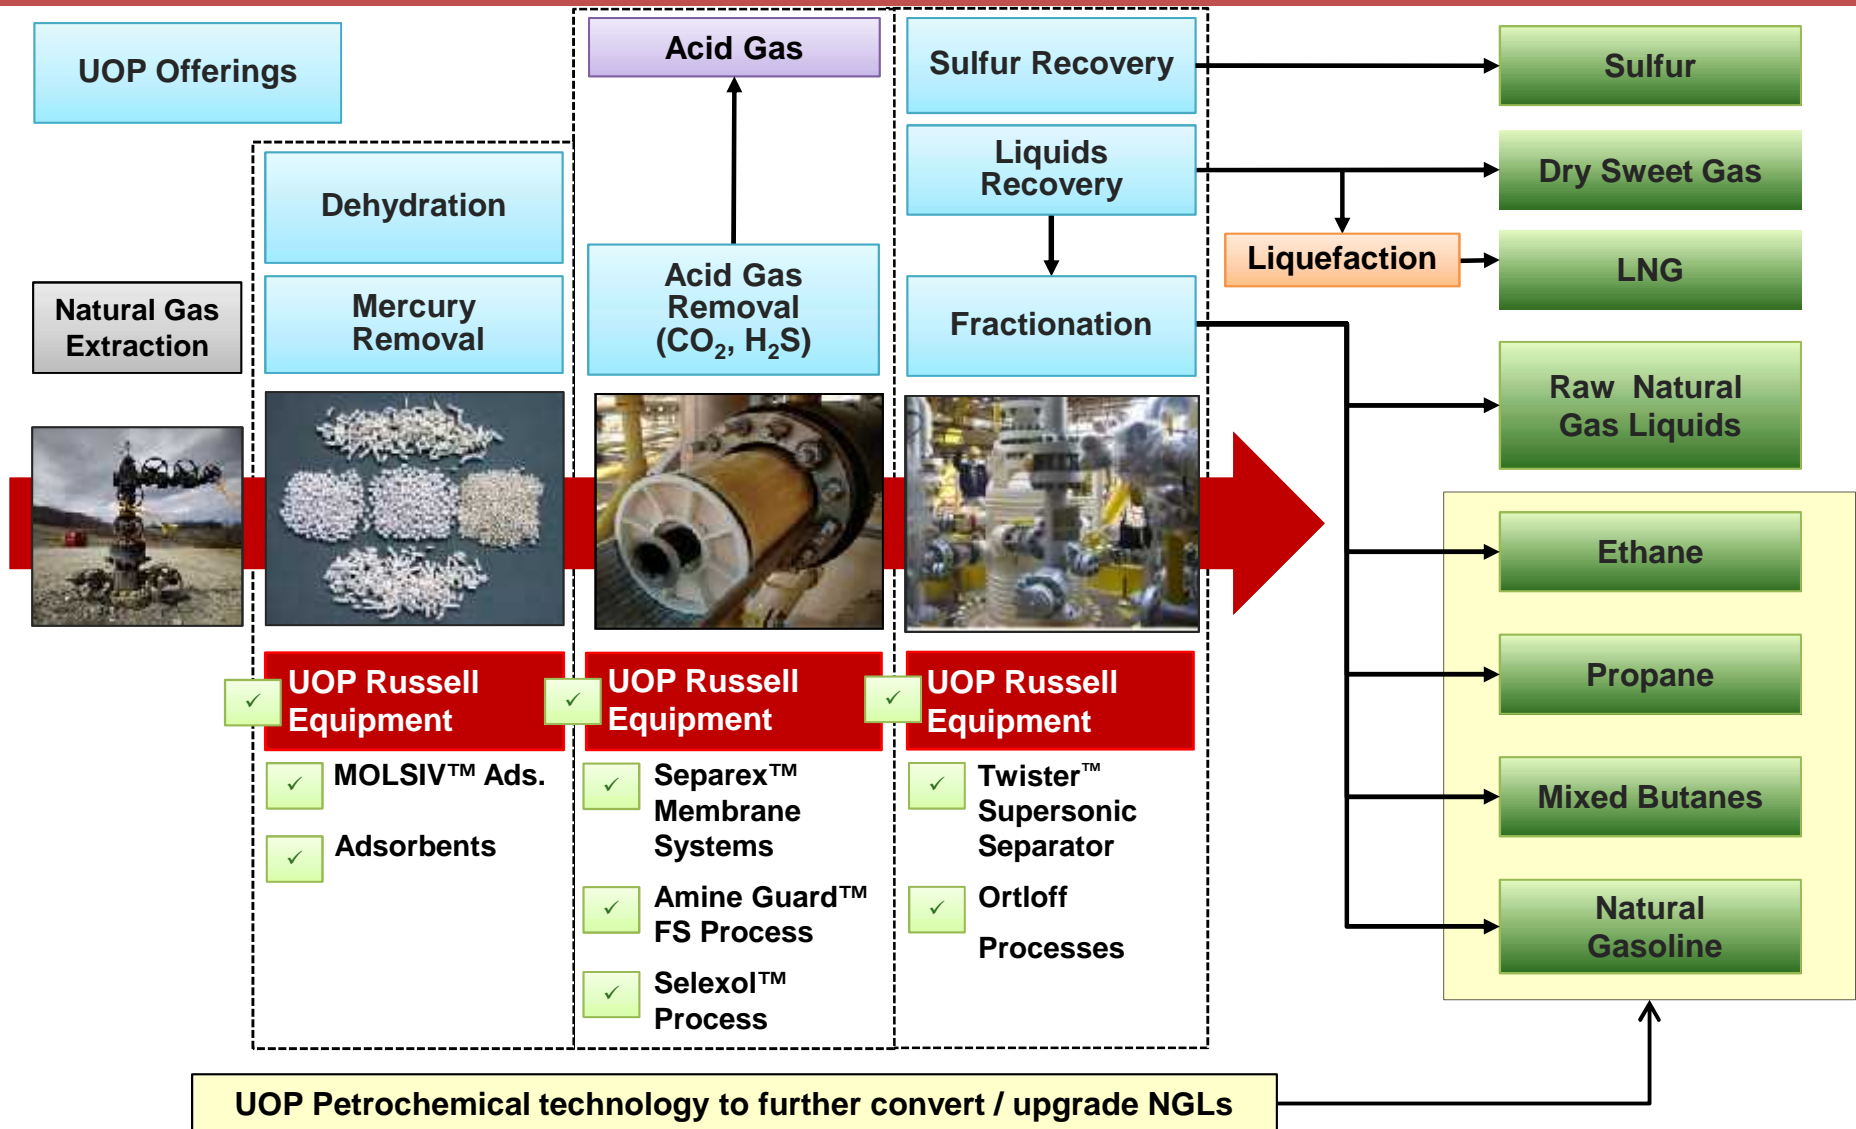 UOP Offerings
Acid Gas
Sulfur Recovery
Sulfur
Liquids
Recovery
Dry Sweet Gas
Dehydration
Liquefaction
LNG
Natural Gas
Extraction
Mercury
Removal
Acid Gas
Removal
(CO₂, H₂S)
Fractionation
Raw Natural
Gas Liquids
Ethane
Propane
Mixed Butanes
Natural
Gasoline
✓ UOP Russell
Equipment
✓ MOLSIV™ Ads.
✓ Adsorbents
✓ UOP Russell
Equipment
✓ Separex™
Membrane
Systems
✓ Amine Guard™
FS Process
✓ Selexol™
Process
✓ UOP Russell
Equipment
✓ Twister™
Supersonic
Separator
✓ Ortloff
Processes
UOP Petrochemical technology to further convert / upgrade NGLs